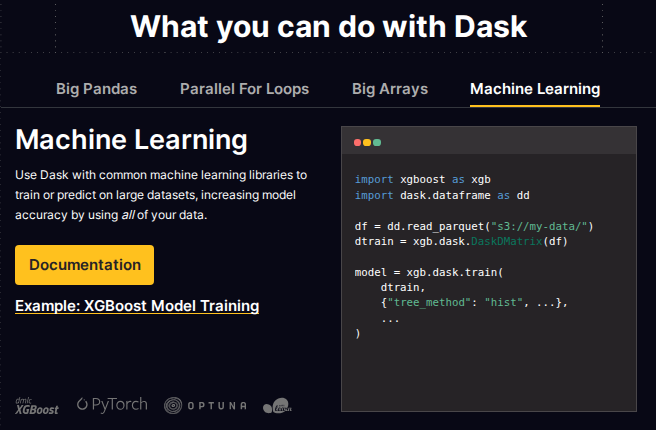 What you can do with Dask
Big Pandas Parallel For Loops Big Arrays Machine Learning
Machine Learning
Use Dask with common machine learning libraries to
train or predict on large datasets, increasing model
accuracy by using all of your data.
Documentation
Example: XGBoost Model Training
dmlc
XGBoost
PyTorch
OPTUNA
import xgboost as xgb
import dask.dataframe as dd
df = dd.read_parquet("s3://my-data/")
dtrain = xgb.dask.DaskDMatrix(df)
model = xgb.dask.train(
    dtrain,
    {"tree_method": "hist", ...},
    ...
)